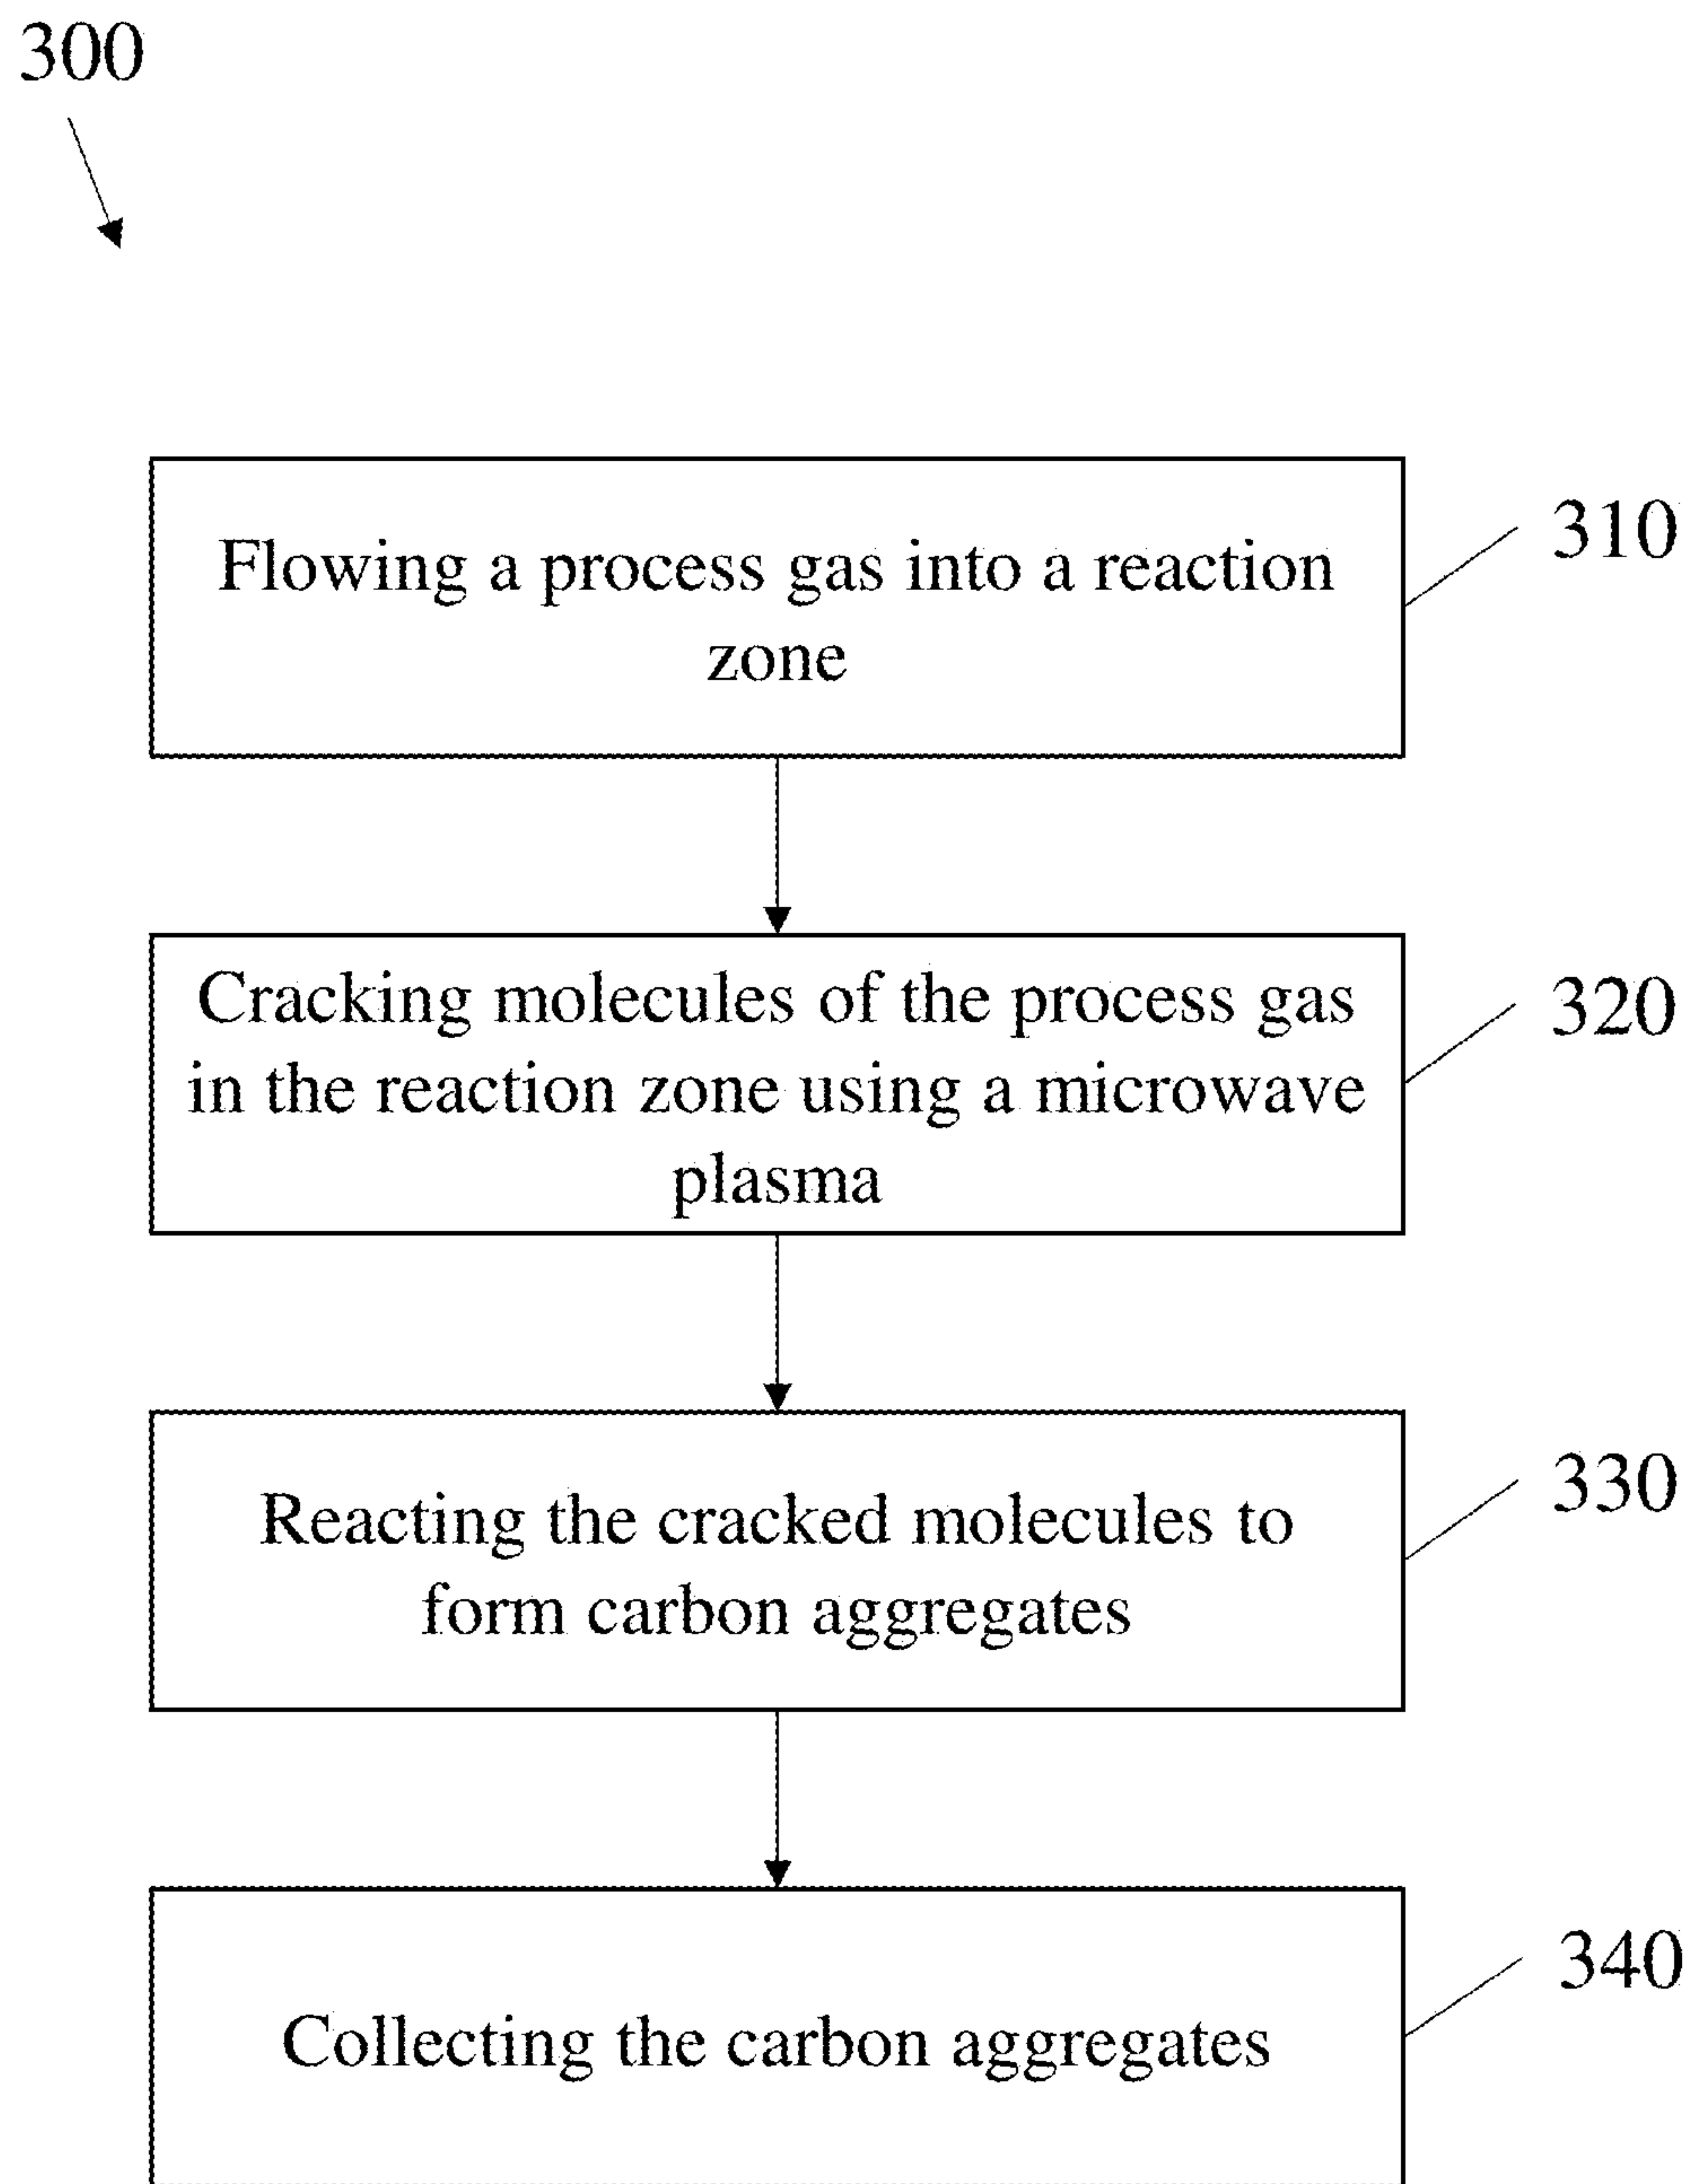 300
Flowing a process gas into a reaction
zone
310
Cracking molecules of the process gas
in the reaction zone using a microwave
plasma
320
Reacting the cracked molecules to
form carbon aggregates
330
Collecting the carbon aggregates
340